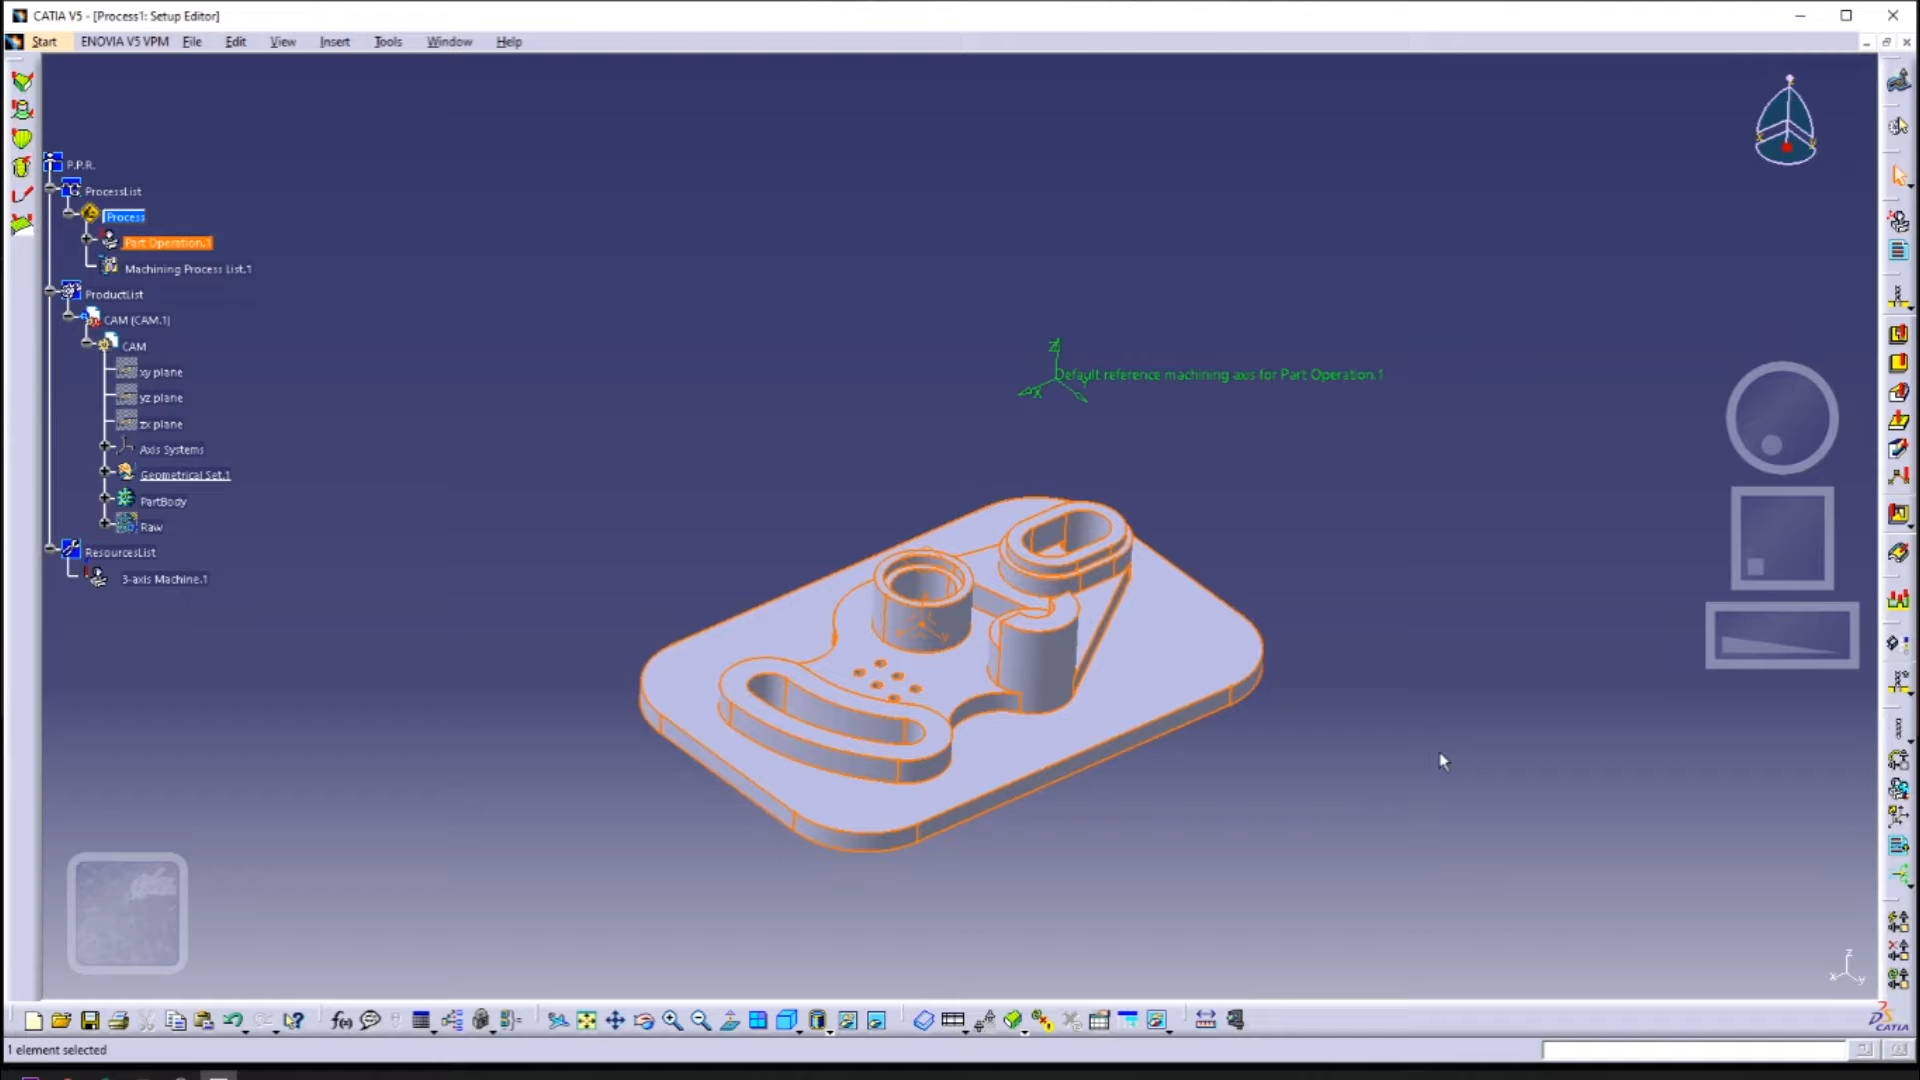 CATIA V5 - [Process1: Setup Editor]
Start ENOVIA V5 VPM File Edit View Insert Tools Window Help
P.P.R.
ProcessList
Process
Part Operation.1
Machining Process List.1
ProductList
CAM (CAM.1)
CAM
xy plane
yz plane
zx plane
Axis Systems
Geometrical Set.1
PartBody
Raw
ResourcesList
3-axis Machine.1
Z
Default reference machining axis for Part Operation.1
X
Y
z
x
y
f(x)
CATIA
1 element selected